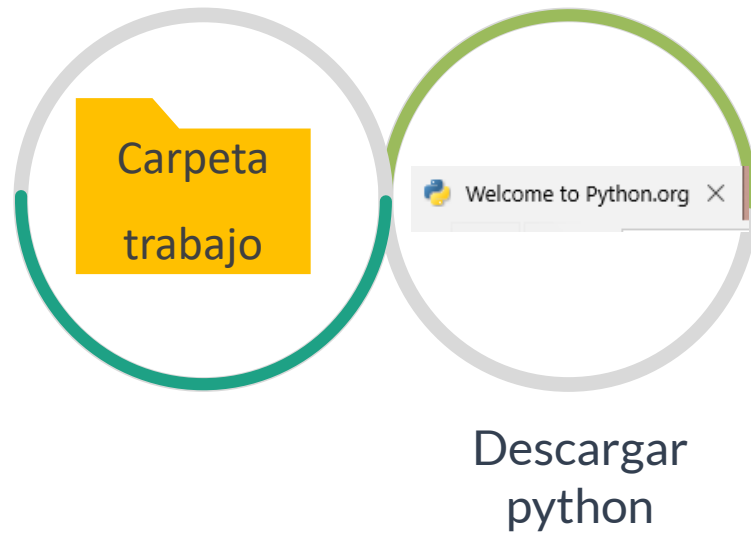 Carpeta
trabajo
Welcome to Python.org
Descargar
python